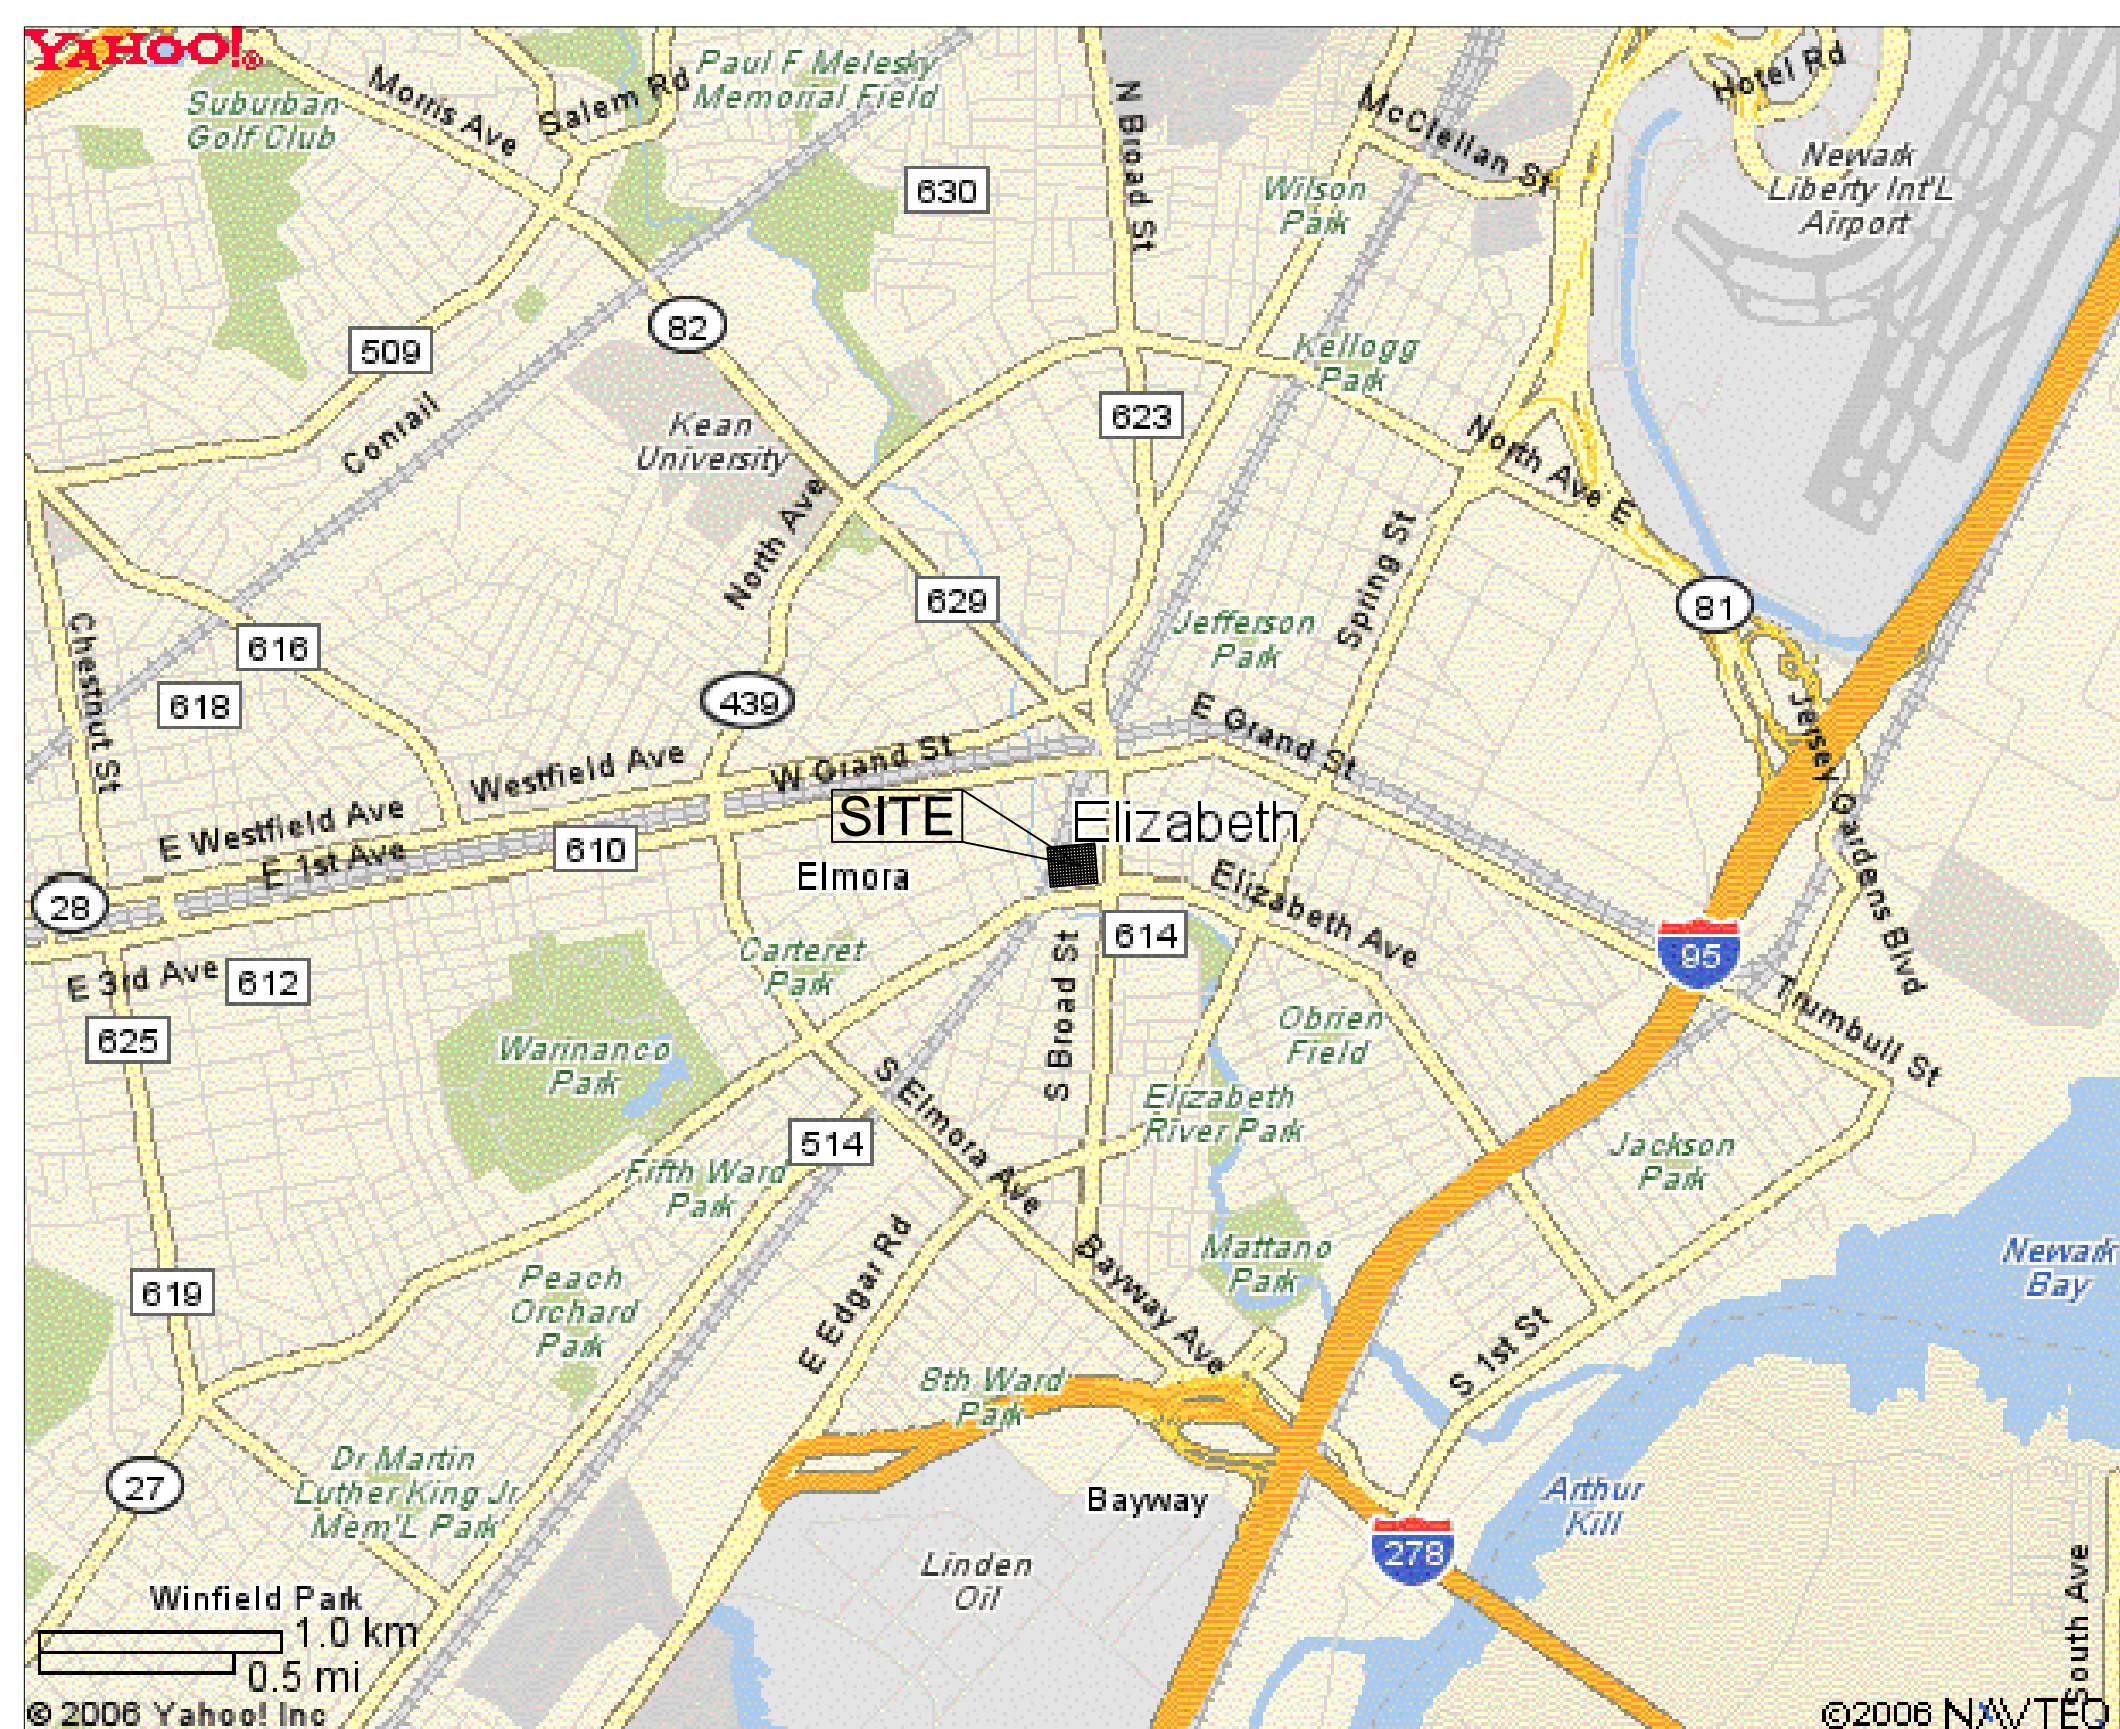 YAHOO!®
Paul F Melesky
Memorial Field
Hotel Rd
Morris Ave
Salem Rd
Suburban
Golf Club
N Broad St
McClellan St
Newark
Liberty Int'L
Airport
630
Wilson
Park
82
509
Kellogg
Park
Conrail
623
Kean
University
North Ave E
North Ave
Spring St
629
81
Jefferson
Park
Chestnut St
616
618
439
E Grand St
Jersey Gardens Blvd
Westfield Ave
W Grand St
E Westfield Ave
SITE
Elizabeth
610
E 1st Ave
Elmora
Elizabeth Ave
28
614
95
Carteret
Park
S Broad St
E 3rd Ave
612
Trumbull St
625
Obrien
Field
Warinanco
Park
S Elmora Ave
Elizabeth
River Park
514
Jackson
Park
Fifth Ward
Park
Mattano
Park
Newark
Bay
Bayway Ave
E Edgar Rd
619
Peach
Orchard
Park
S 1st St
8th Ward
Park
27
Dr Martin
Luther King Jr
Mem'L Park
Bayway
Arthur
Kill
278
Linden
Oil
South Ave
Winfield Park
1.0 km
0.5 mi
© 2006 Yahoo! Inc
©2006 NAVTEQ